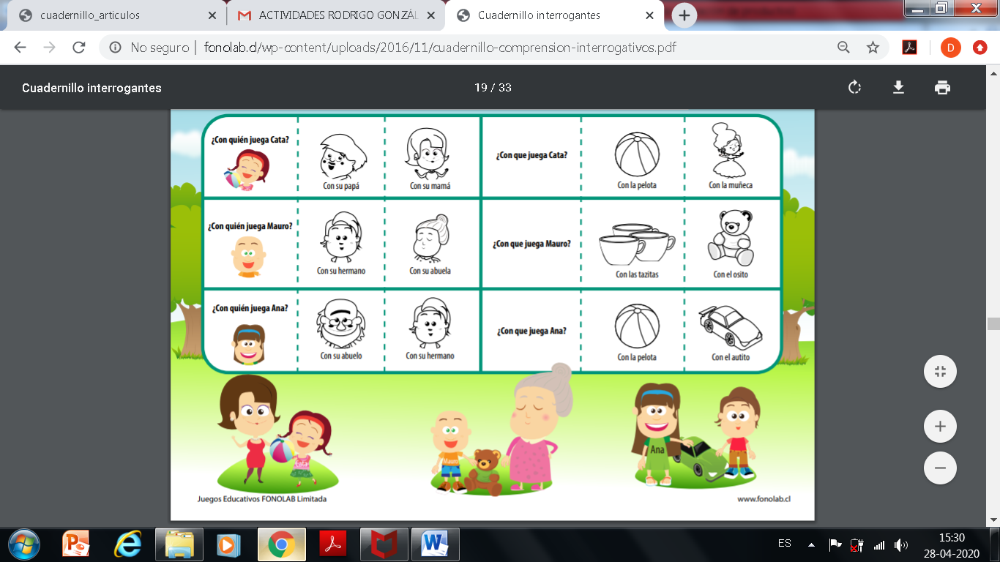 cuadernillo_articulos
ACTIVIDADES RODRIGO GONZÁL
Cuadernillo interrogantes
No seguro | fonolab.cl/wp-content/uploads/2016/11/cuadernillo-comprension-interrogativos.pdf
D
Cuadernillo interrogantes
19 / 33
¿Con quién juega Cata?
Con su papá
Con su mamá
¿Con que juega Cata?
Con la pelota
Con la muñeca
¿Con quién juega Mauro?
Con su hermano
Con su abuela
¿Con que juega Mauro?
Con las tazitas
Con el osito
¿Con quién juega Ana?
Con su abuelo
Con su hermano
¿Con que juega Ana?
Con la pelota
Con el autito
Cata
Mauro
Ana
Juegos Educativos FONOLAB Limitada
www.fonolab.cl
ES
15:30
28-04-2020